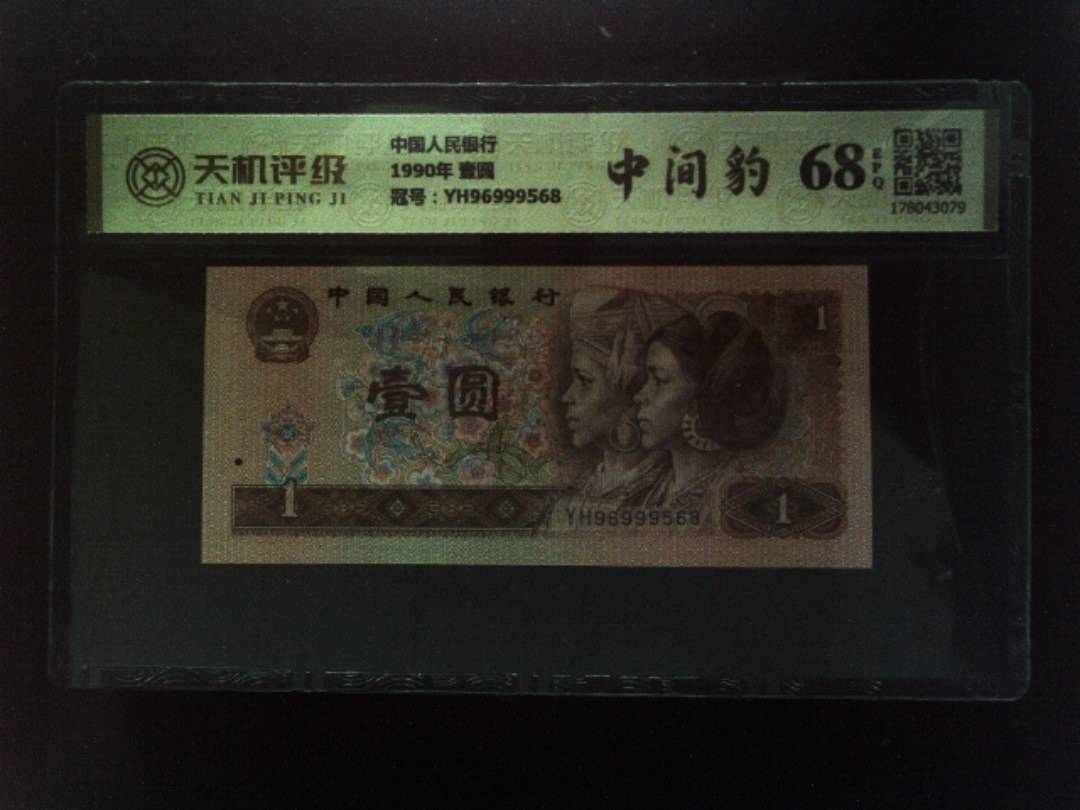 天机评级
TIAN JI PING JI
中国人民银行
1990年 壹圆
冠号：YH96999568
中间豹
68
EPQ
178043079
中国人民银行
1
壹圆
1
YH96999568
1